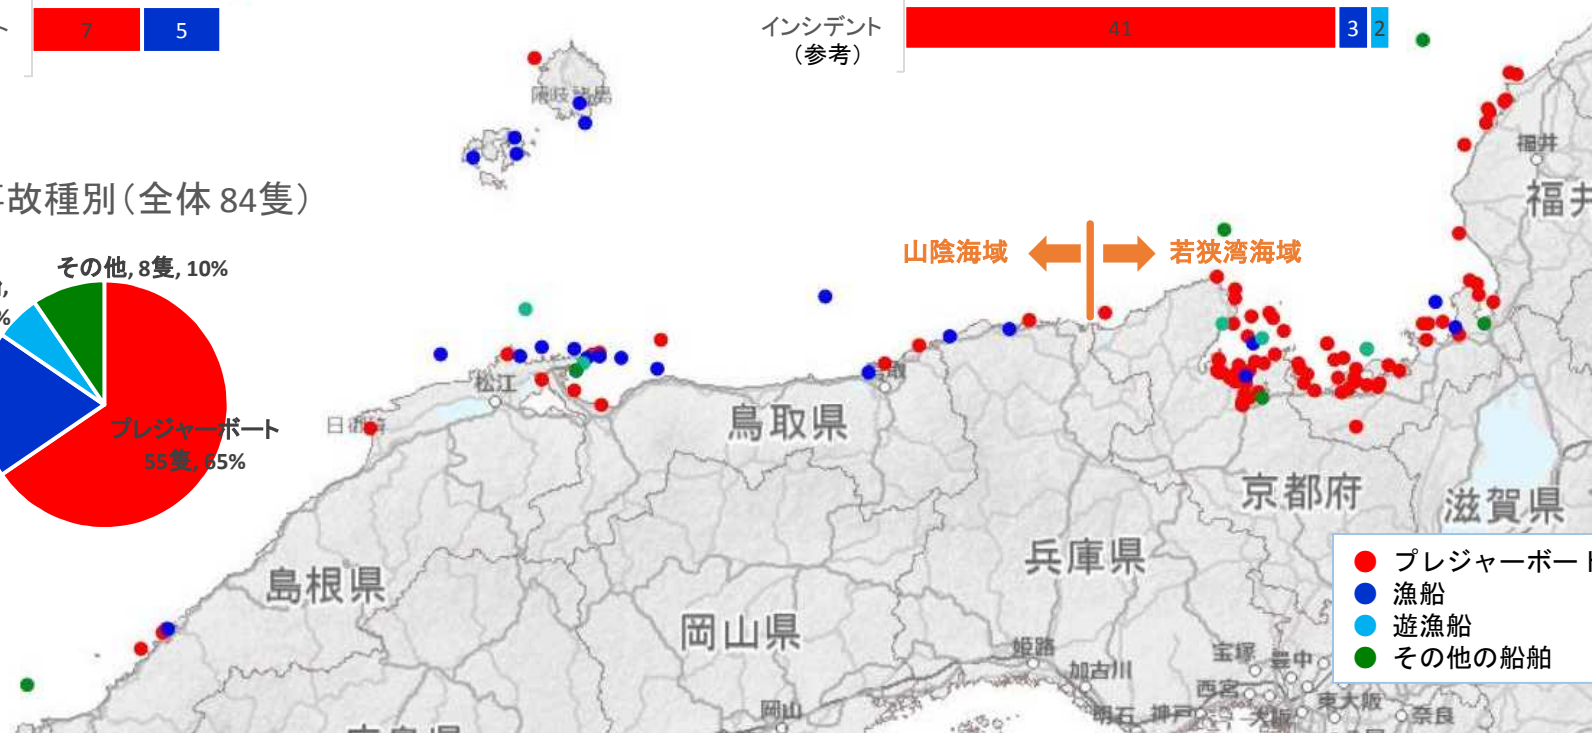 ト
7
5
インシデント
（参考）
41
3
2
隠岐諸島
事故種別（全体 84隻）
その他, 8隻, 10%
%
プレジャーボート
55隻, 65%
山陰海域
若狭湾海域
福井
福井
松江
鳥取県
京都府
滋賀県
兵庫県
島根県
岡山県
姫路
加古川
宝塚
豊中
西宮
東大阪
明石
神戸
大阪
奈良
岡山
プレジャーボート
漁船
遊漁船
その他の船舶